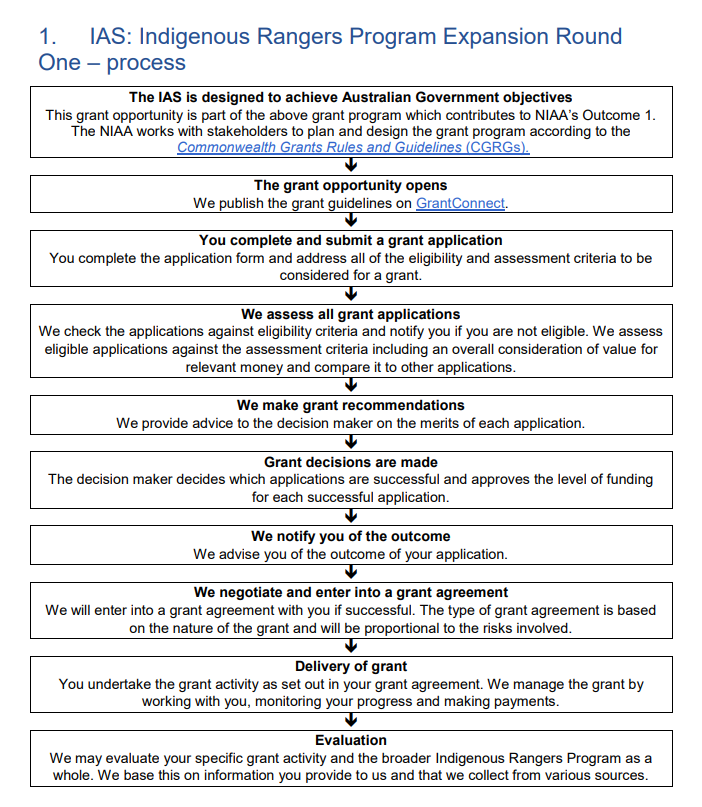 1. IAS: Indigenous Rangers Program Expansion Round
One – process
The IAS is designed to achieve Australian Government objectives
This grant opportunity is part of the above grant program which contributes to NIAA's Outcome 1.
The NIAA works with stakeholders to plan and design the grant program according to the
Commonwealth Grants Rules and Guidelines (CGRGs).
The grant opportunity opens
We publish the grant guidelines on GrantConnect.
You complete and submit a grant application
You complete the application form and address all of the eligibility and assessment criteria to be
considered for a grant.
We assess all grant applications
We check the applications against eligibility criteria and notify you if you are not eligible. We assess
eligible applications against the assessment criteria including an overall consideration of value for
relevant money and compare it to other applications.
We make grant recommendations
We provide advice to the decision maker on the merits of each application.
Grant decisions are made
The decision maker decides which applications are successful and approves the level of funding
for each successful application.
We notify you of the outcome
We advise you of the outcome of your application.
We negotiate and enter into a grant agreement
We will enter into a grant agreement with you if successful. The type of grant agreement is based
on the nature of the grant and will be proportional to the risks involved.
Delivery of grant
You undertake the grant activity as set out in your grant agreement. We manage the grant by
working with you, monitoring your progress and making payments.
Evaluation
We may evaluate your specific grant activity and the broader Indigenous Rangers Program as a
whole. We base this on information you provide to us and that we collect from various sources.